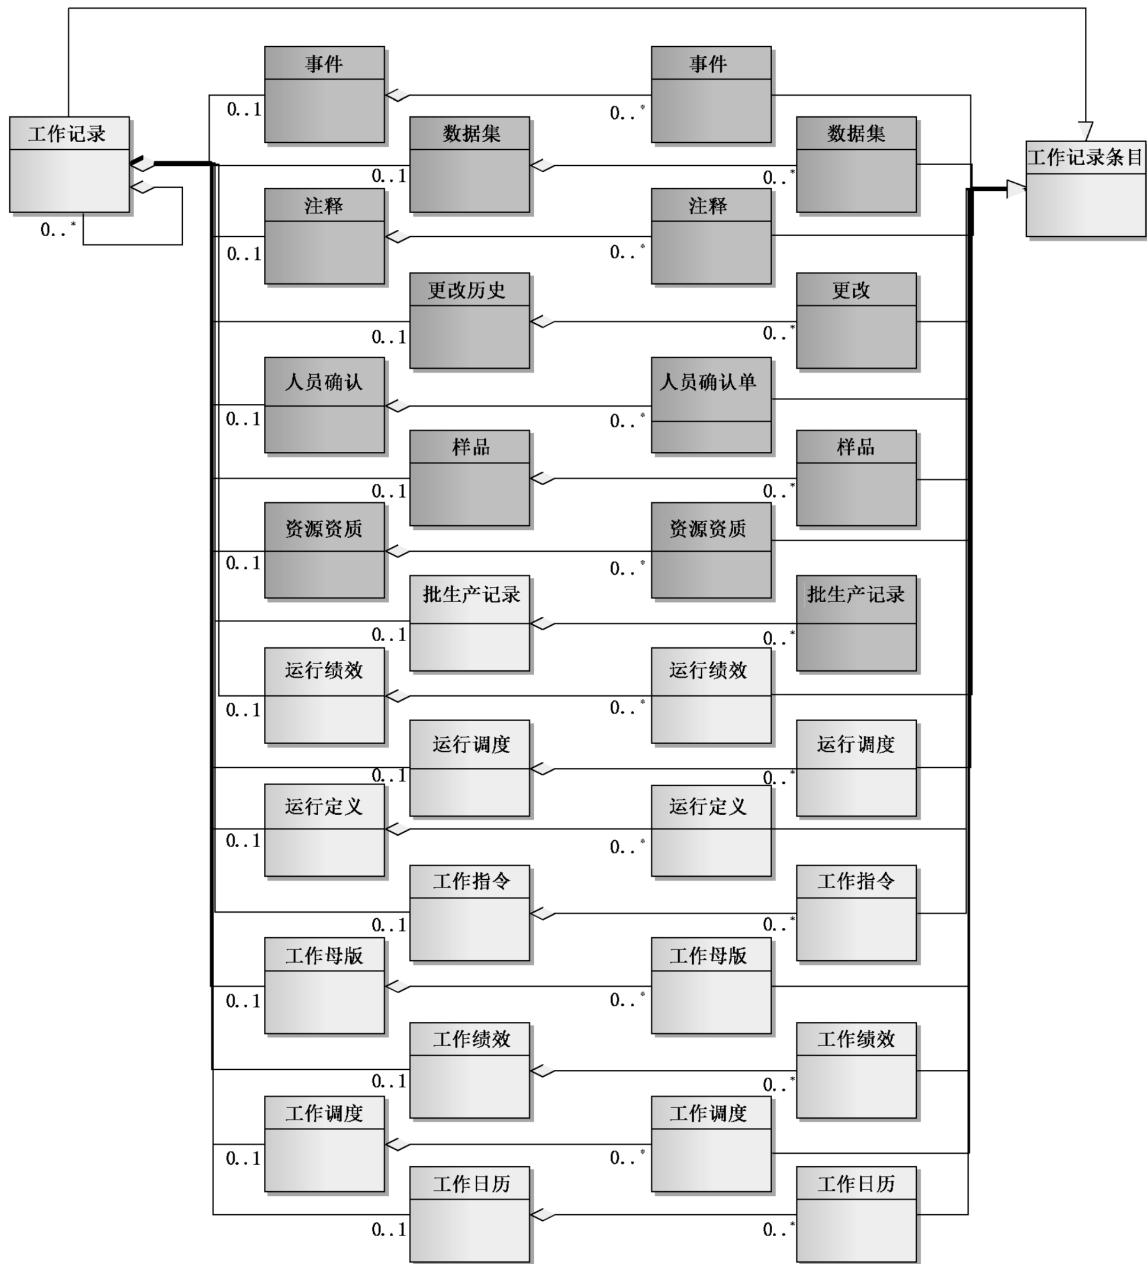 事件
事件
0..1
0..*
工作记录
数据集
数据集
工作记录条目
0..1
0..*
注释
注释
0..*
0..1
0..*
更改历史
更改
0..1
0..*
人员确认
人员确认单
0..1
0..*
样品
样品
0..1
0..*
资源资质
资源资质
0..1
0..*
批生产记录
批生产记录
0..1
0..*
运行绩效
运行绩效
0..1
0..*
运行调度
运行调度
0..1
0..*
运行定义
运行定义
0..1
0..*
工作指令
工作指令
0..1
0..*
工作母版
工作母版
0..1
0..*
工作绩效
工作绩效
0..1
0..*
工作调度
工作调度
0..1
0..*
工作日历
工作日历
0..1
0..*